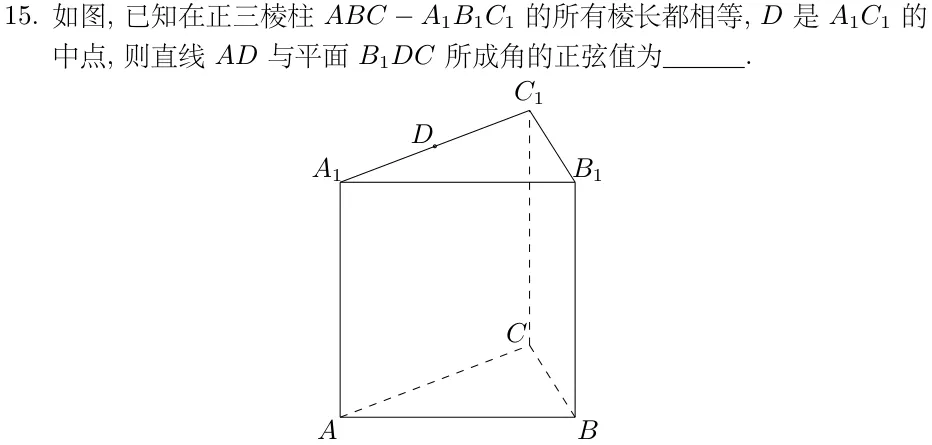 15. 如图, 已知在正三棱柱 ABC − A₁B₁C₁ 的所有棱长都相等, D 是 A₁C₁ 的
中点, 则直线 AD 与平面 B₁DC 所成角的正弦值为______.
C₁
D
A₁ B₁
C
A B